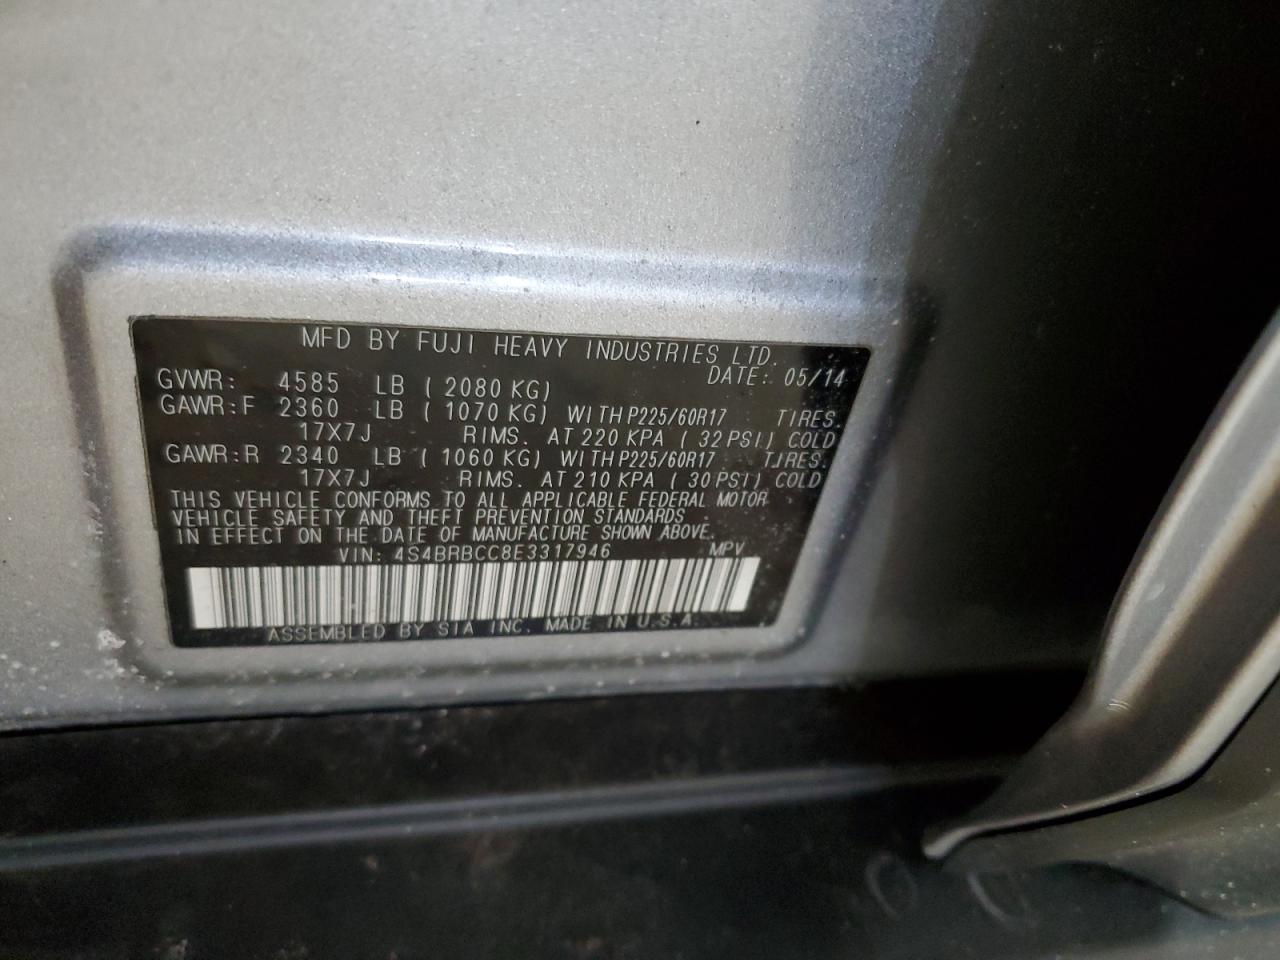 MFD BY FUJI HEAVY INDUSTRIES LTD.
DATE: 05/14
GVWR: 4585 LB ( 2080 KG)
GAWR:F 2360 LB ( 1070 KG) WITH P225/60R17 TIRES.
17X7J RIMS. AT 220 KPA ( 32 PSI) COLD
GAWR:R 2340 LB ( 1060 KG) WITH P225/60R17 TIRES.
17X7J RIMS. AT 210 KPA ( 30 PSI) COLD
THIS VEHICLE CONFORMS TO ALL APPLICABLE FEDERAL MOTOR
VEHICLE SAFETY AND THEFT PREVENTION STANDARDS
IN EFFECT ON THE DATE OF MANUFACTURE SHOWN ABOVE.
VIN: 4S4BRBCC8E3317946 MPV
ASSEMBLED BY SIA INC. MADE IN U.S.A.